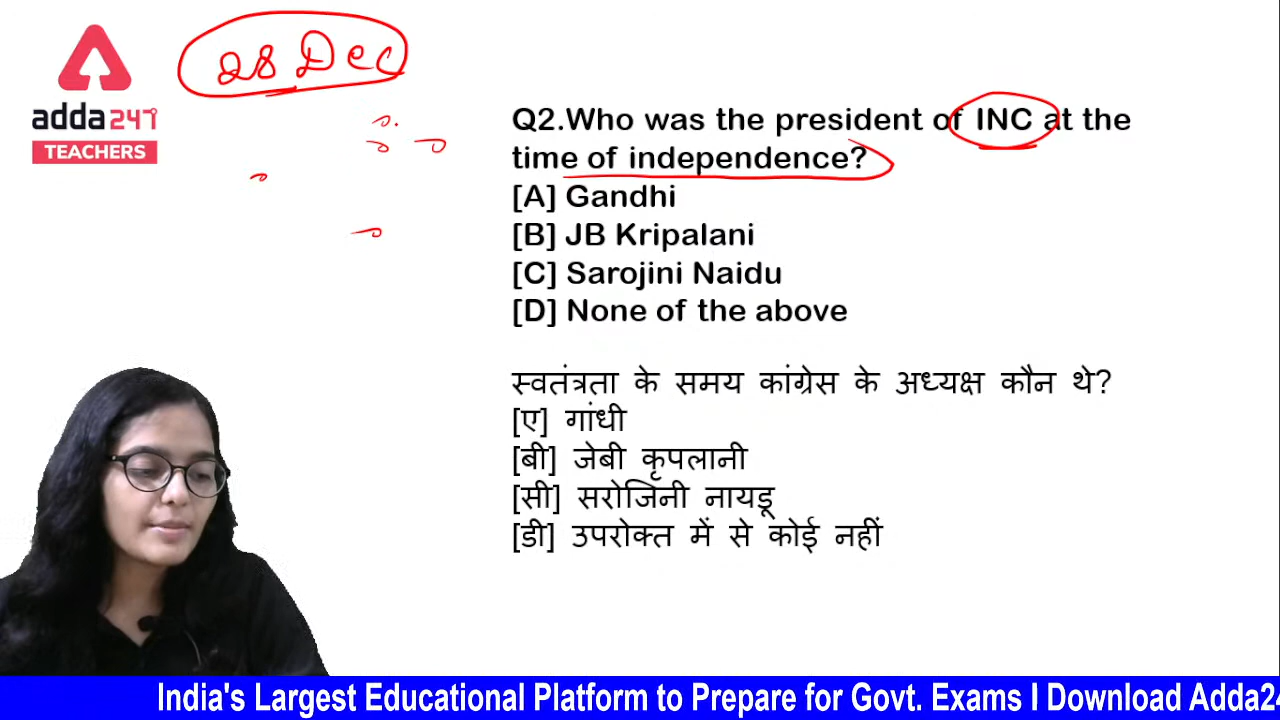 28 Dec
adda247
TEACHERS
Q2.Who was the president of INC at the
time of independence?
[A] Gandhi
[B] JB Kripalani
[C] Sarojini Naidu
[D] None of the above
स्वतंत्रता के समय कांग्रेस के अध्यक्ष कौन थे?
[ए] गांधी
[बी] जेबी कृपलानी
[सी] सरोजिनी नायडू
[डी] उपरोक्त में से कोई नहीं
India's Largest Educational Platform to Prepare for Govt. Exams I Download Adda2